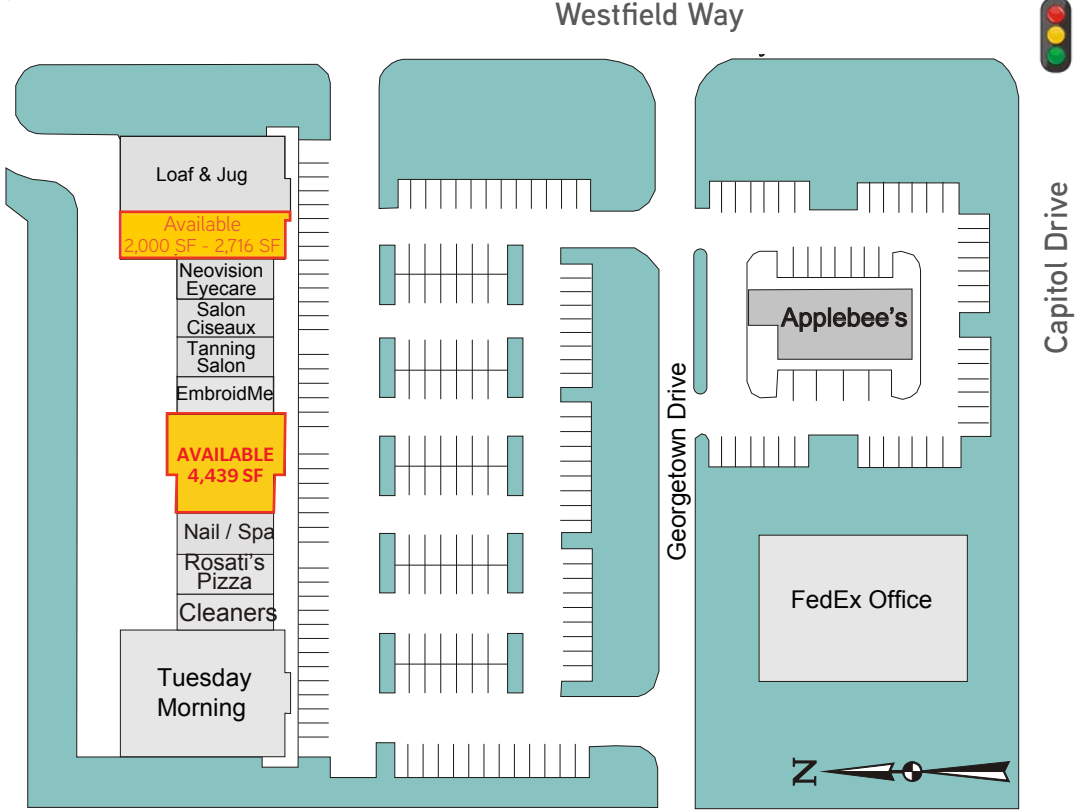 Westfield Way
Capitol Drive
Loaf & Jug
Available
2,000 SF - 2,716 SF
Neovision
Eyecare
Salon
Ciseaux
Tanning
Salon
EmbroidMe
AVAILABLE
4,439 SF
Nail / Spa
Rosati's
Pizza
Cleaners
Tuesday
Morning
Georgetown Drive
Applebee's
FedEx Office
N